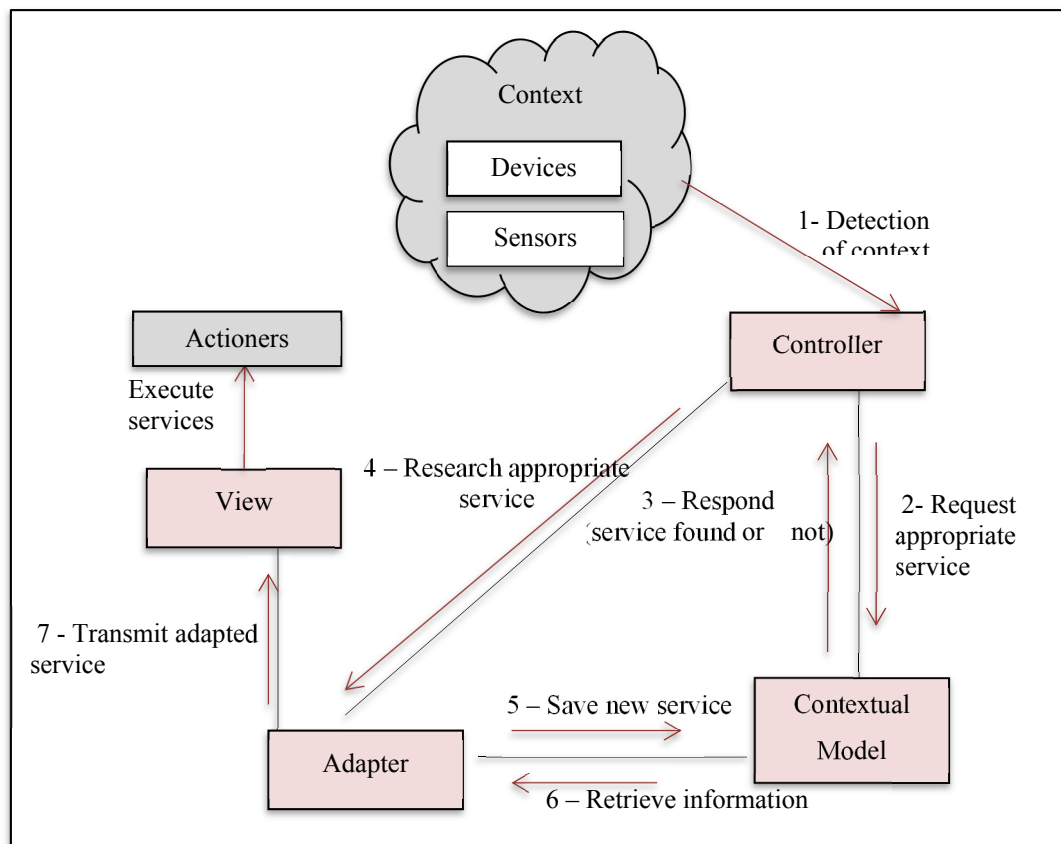 Context
Devices
Sensors
1- Detection
of context
Actioners
Controller
Execute
services
4 – Research appropriate
service
View
3 – Respond
(service found or not)
2- Request
appropriate
service
7 - Transmit adapted
service
5 – Save new service
Contextual
Model
Adapter
6 – Retrieve information